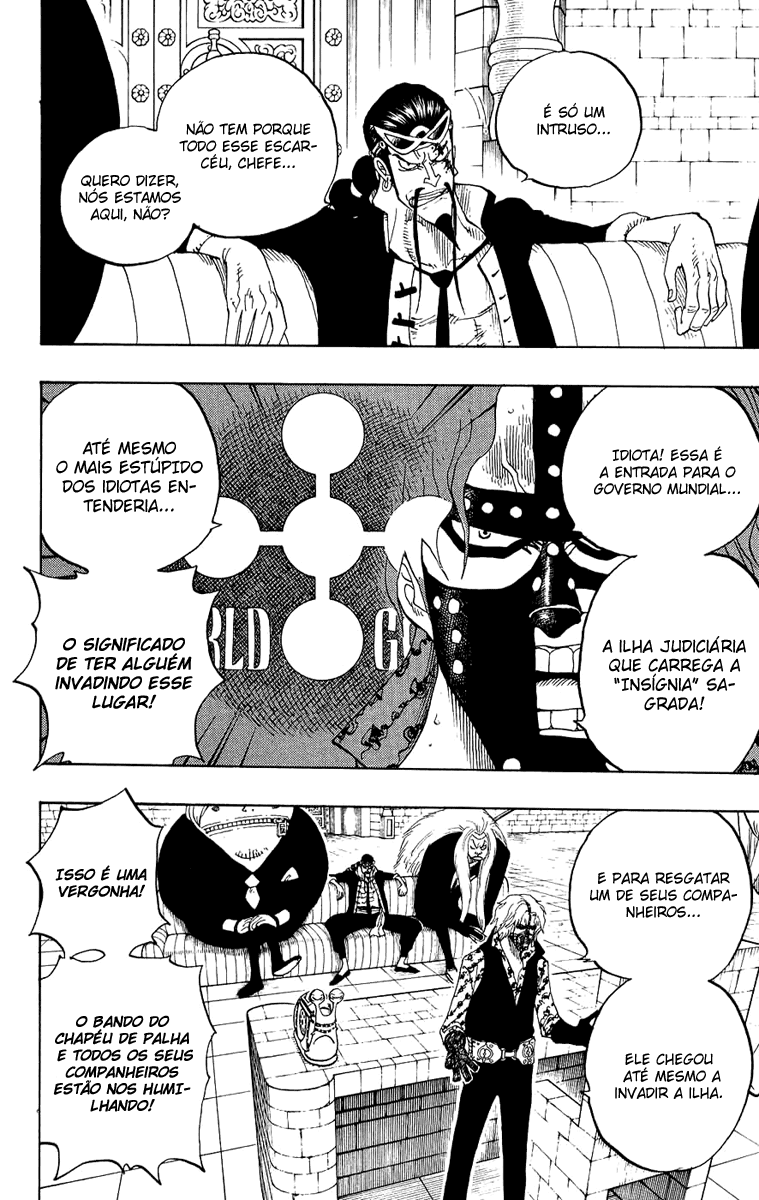 É SÓ UM
INTRUSO...
NÃO TEM PORQUE
TODO ESSE ESCAR-
CÉU, CHEFE...
QUERO DIZER,
NÓS ESTAMOS
AQUI, NÃO?
IDIOTA! ESSA É
A ENTRADA PARA O
GOVERNO MUNDIAL...
A ILHA JUDICIÁRIA
QUE CARREGA A
"INSÍGNIA" SA-
GRADA!
ATÉ MESMO
O MAIS ESTÚPIDO
DOS IDIOTAS EN-
TENDERIA...
O SIGNIFICADO
DE TER ALGUÉM
INVADINDO ESSE
LUGAR!
RLD G
E PARA RESGATAR
UM DE SEUS COMPA-
NHEIROS...
ELE CHEGOU
ATÉ MESMO A
INVADIR A ILHA.
ISSO É UMA
VERGONHA!
O BANDO DO
CHAPÉU DE PALHA
E TODOS OS SEUS
COMPANHEIROS
ESTÃO NOS HUMI-
LHANDO!